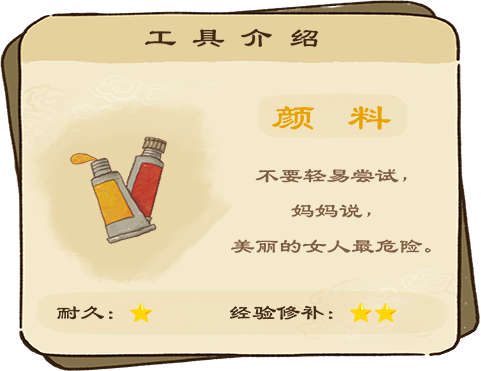 工具介绍
颜料
不要轻易尝试，
妈妈说，
美丽的女人最危险。
耐久：⭐ 经验修补：⭐⭐